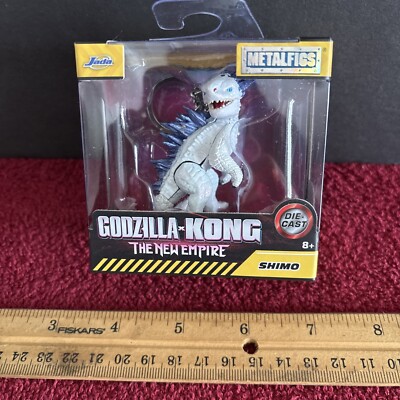 Jada
METALFIGS
GODZILLA x KONG
THE NEW EMPIRE
DIE-CAST
8+
SHIMO
3 FISKARS 4 5 6 7 8
24 23 22 21 20 19 18 17 16 15 14 13 12 11 10